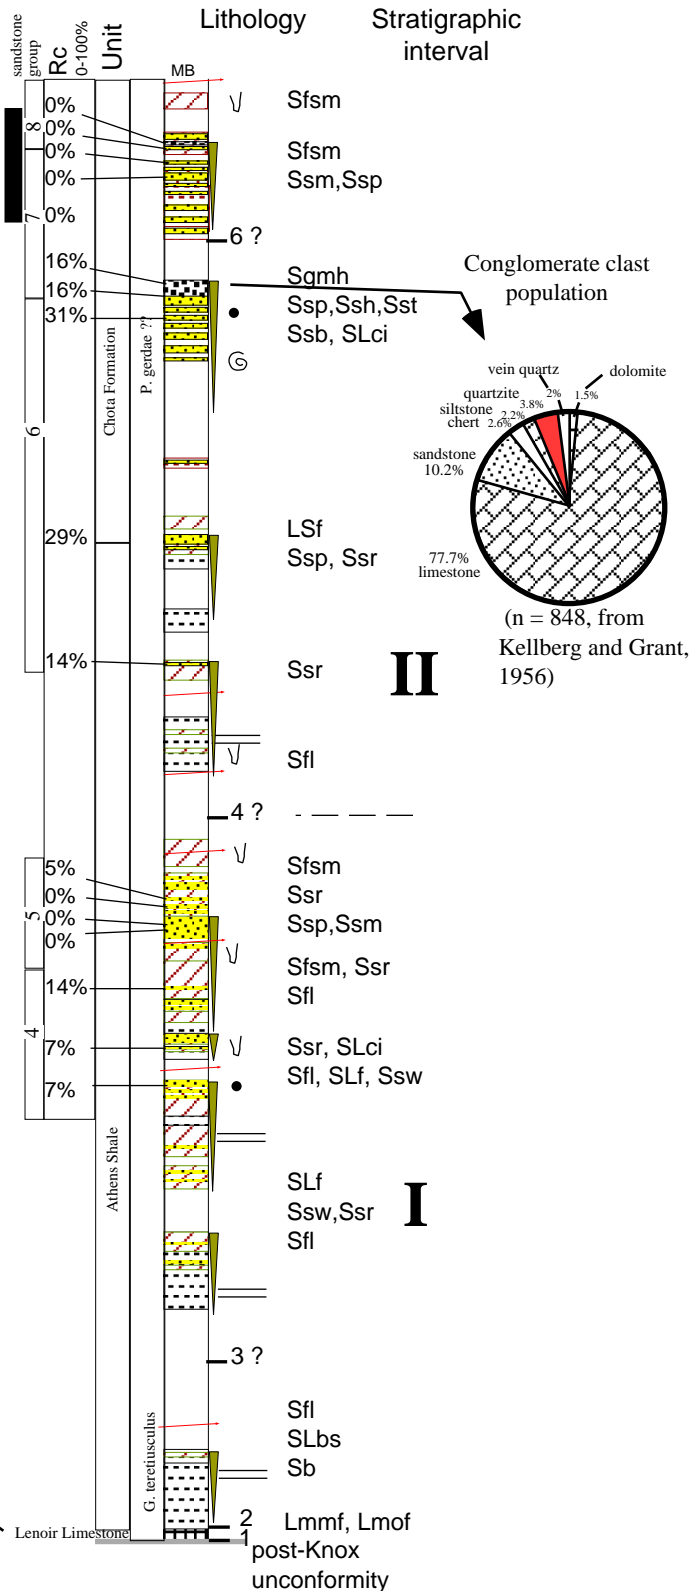 Lithology
Stratigraphic
interval
sandstone
group
Rc
0-100%
Unit
MB
0%
0%
0%
0%
0%
16%
16%
31%
29%
14%
5%
0%
0%
0%
14%
7%
7%
8
7
6
5
4
Chota Formation
Athens Shale
Lenoir Limestone
P. gerdae ??
G. teretiusculus
6 ?
4 ?
3 ?
2
1
Sfsm
Sfsm
Ssm,Ssp
Sgmh
Ssp,Ssh,Sst
Ssb, SLci
LSf
Ssp, Ssr
Ssr
Sfl
Sfsm
Ssr
Ssp,Ssm
Sfsm, Ssr
Sfl
Ssr, SLci
Sfl, SLf, Ssw
SLf
Ssw,Ssr
Sfl
Sfl
SLbs
Sb
Lmmf, Lmof
post-Knox
unconformity
II
I
Conglomerate clast
population
vein quartz
2%
dolomite
1.5%
quartzite
3.8%
siltstone
2.2%
chert
2.6%
sandstone
10.2%
77.7%
limestone
(n = 848, from
Kellberg and Grant,
1956)